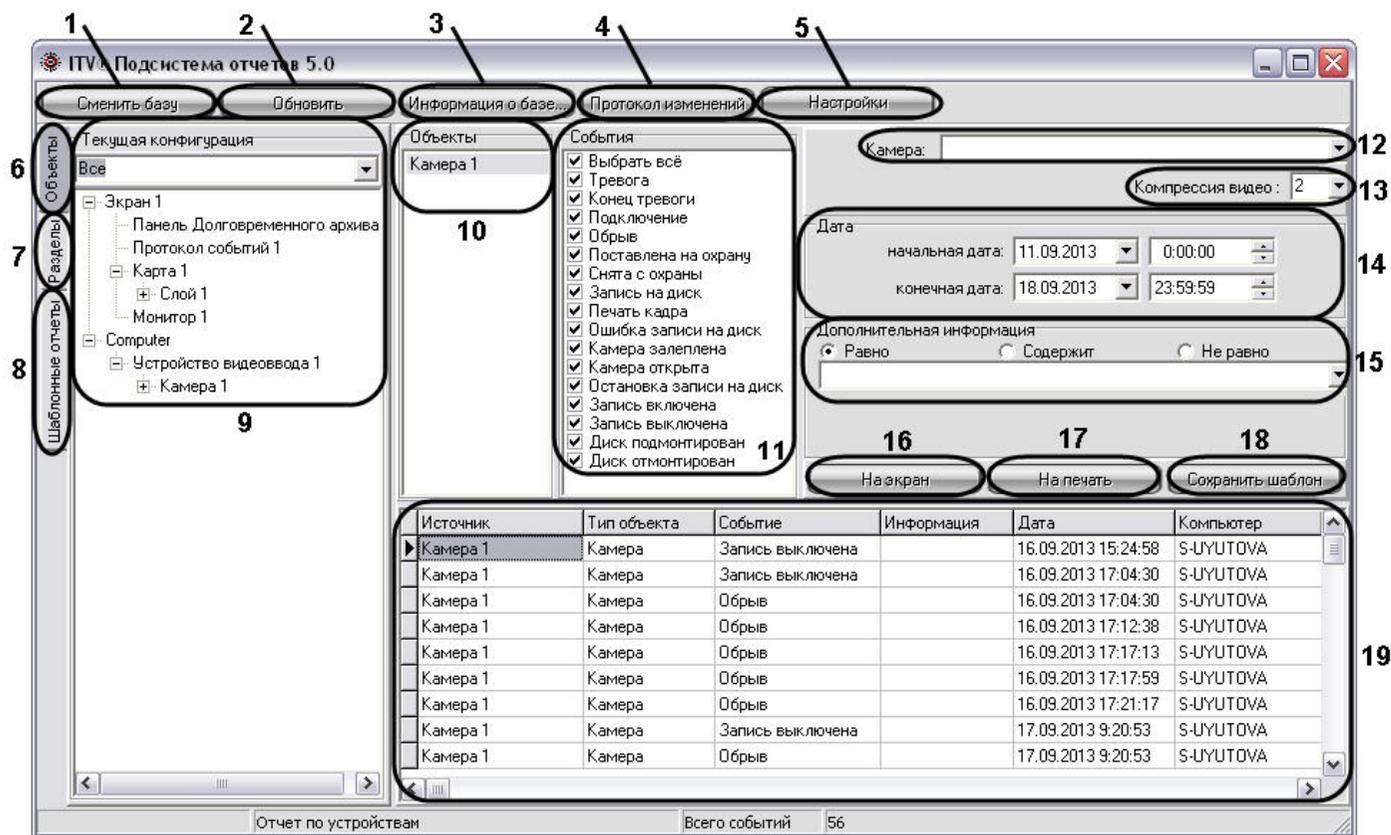 1 2 3 4 5
ITV® Подсистема отчетов 5.0
Сменить базу Обновить Информация о базе... Протокол изменений Настройки
6 Объекты
7 Разделы
8 Шаблонные отчеты
Текущая конфигурация
Все
Экран 1
Панель Долговременного архива
Протокол событий 1
Карта 1
Слой 1
Монитор 1
Computer
Устройство видеоввода 1
Камера 1
9
Объекты
Камера 1
10
События
Выбрать всё
Тревога
Конец тревоги
Подключение
Обрыв
Поставлена на охрану
Снята с охраны
Запись на диск
Печать кадра
Ошибка записи на диск
Камера залеплена
Камера открыта
Остановка записи на диск
Запись включена
Запись выключена
Диск подмонтирован
Диск отмонтирован
11
Камера: 12
Компрессия видео : 2 13
Дата
начальная дата: 11.09.2013 0:00:00
14
конечная дата: 18.09.2013 23:59:59
Дополнительная информация
Равно Содержит Не равно
15
16 17 18
На экран На печать Сохранить шаблон
Источник Тип объекта Событие Информация Дата Компьютер
Камера 1 Камера Запись выключена 16.09.2013 15:24:58 S-UYUTOVA
Камера 1 Камера Запись выключена 16.09.2013 17:04:30 S-UYUTOVA
Камера 1 Камера Обрыв 16.09.2013 17:04:30 S-UYUTOVA
Камера 1 Камера Обрыв 16.09.2013 17:12:38 S-UYUTOVA
Камера 1 Камера Обрыв 16.09.2013 17:17:13 S-UYUTOVA
Камера 1 Камера Обрыв 16.09.2013 17:17:59 S-UYUTOVA
Камера 1 Камера Обрыв 16.09.2013 17:21:17 S-UYUTOVA
Камера 1 Камера Запись выключена 17.09.2013 9:20:53 S-UYUTOVA
Камера 1 Камера Обрыв 17.09.2013 9:20:53 S-UYUTOVA
19
Отчет по устройствам Всего событий 56